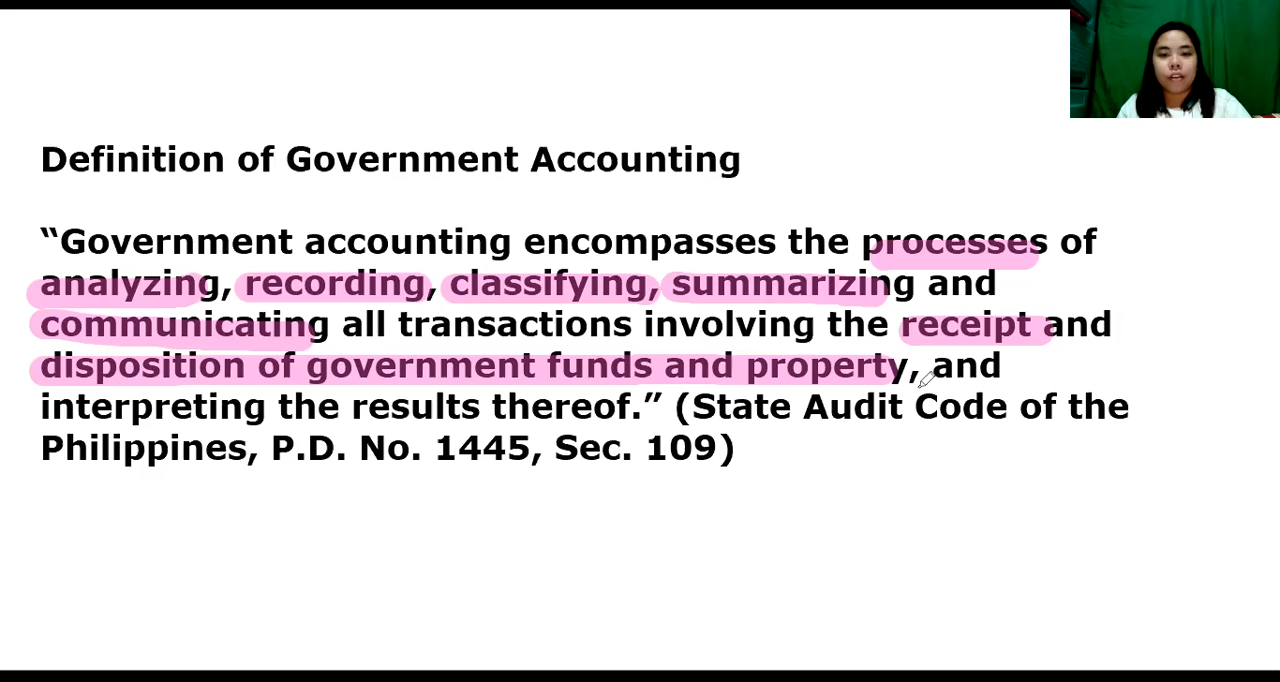 Definition of Government Accounting
“Government accounting encompasses the processes of
analyzing, recording, classifying, summarizing and
communicating all transactions involving the receipt and
disposition of government funds and property, and
interpreting the results thereof.” (State Audit Code of the
Philippines, P.D. No. 1445, Sec. 109)